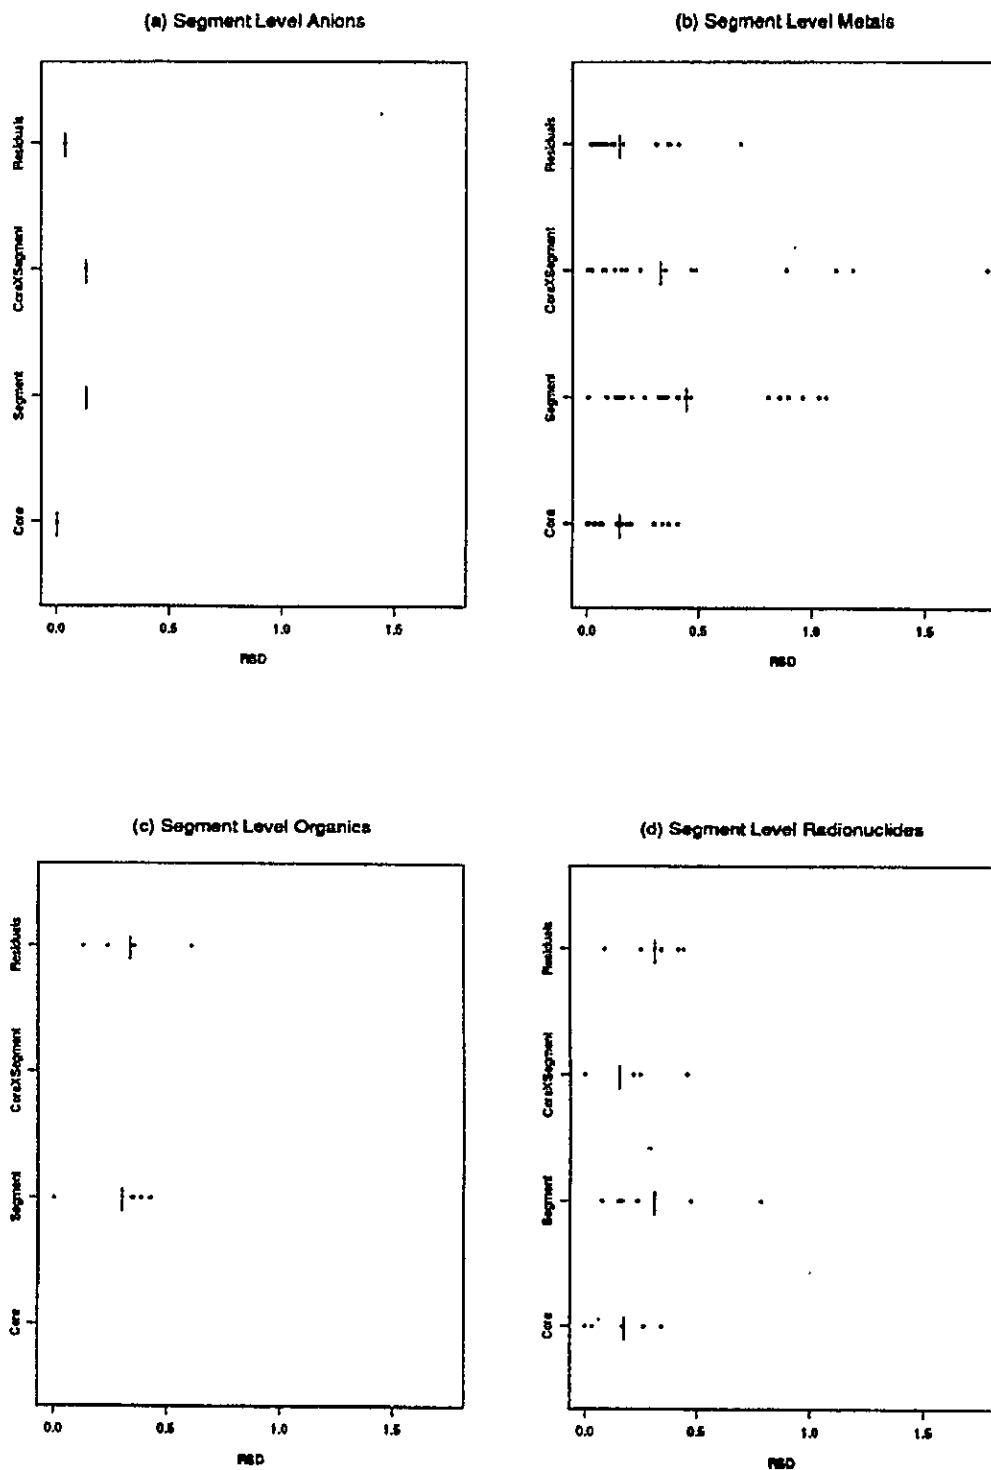 (a) Segment Level Anions
Residuals
CoreXSegment
Segment
Core
0.0 0.5 1.0 1.5
RSD
(b) Segment Level Metals
Residuals
CoreXSegment
Segment
Core
0.0 0.5 1.0 1.5
RSD
(c) Segment Level Organics
Residuals
CoreXSegment
Segment
Core
0.0 0.5 1.0 1.5
RSD
(d) Segment Level Radionuclides
Residuals
CoreXSegment
Segment
Core
0.0 0.5 1.0 1.5
RSD